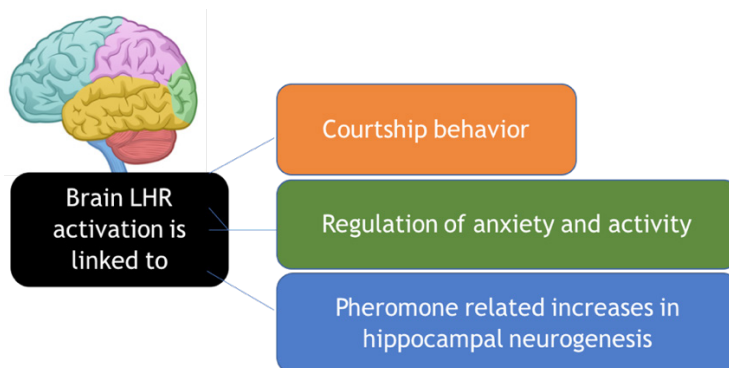 Brain LHR
activation is
linked to
Courtship behavior
Regulation of anxiety and activity
Pheromone related increases in
hippocampal neurogenesis